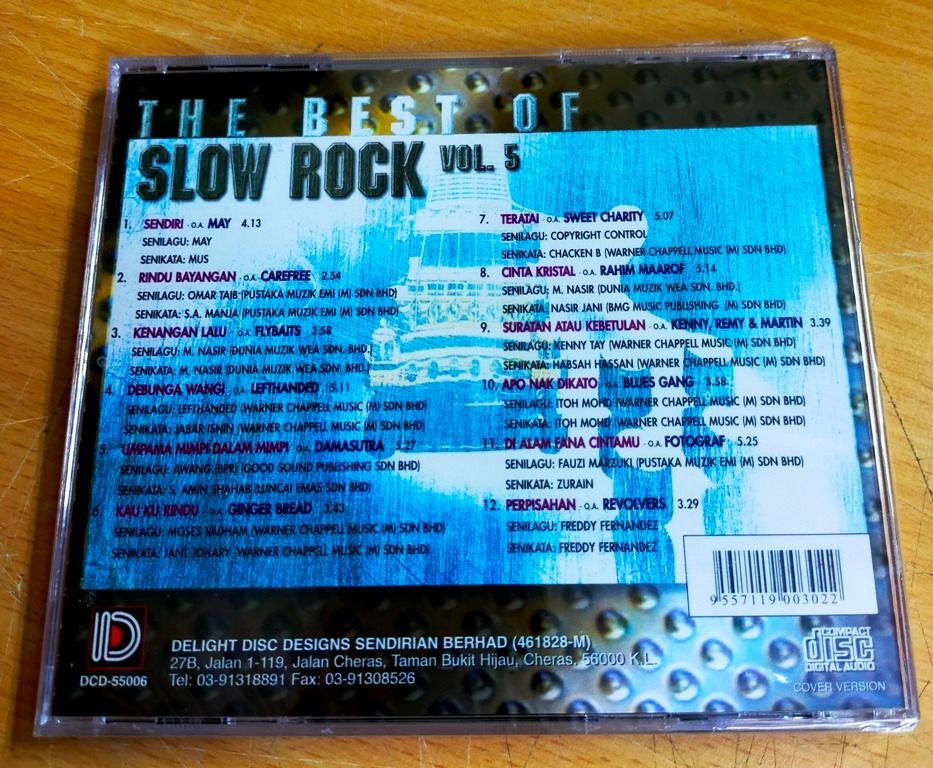 THE BEST OF
SLOW ROCK VOL. 5
1. SENDIRI - O.A. MAY 4.13
SENILAGU: MAY
SENIKATA: MUS
2. RINDU BAYANGAN - O.A. CAREFREE 2.54
SENILAGU: OMAR TAIB (PUSTAKA MUZIK EMI (M) SDN BHD)
SENIKATA: S.A. MANJA (PUSTAKA MUZIK EMI (M) SDN BHD)
3. KENANGAN LALU - O.A. FLYBAITS 3.58
SENILAGU: M. NASIR (DUNIA MUZIK WEA SDN. BHD.)
SENIKATA: M. NASIR (DUNIA MUZIK WEA SDN. BHD.)
4. DEBUNGA WANGI - O.A. LEFTHANDED 5.11
SENILAGU: LEFTHANDED (WARNER CHAPPELL MUSIC (M) SDN BHD)
SENIKATA: JABAR ISNIN (WARNER CHAPPELL MUSIC (M) SDN BHD)
5. UMPAMA MIMPI DALAM MIMPI - O.A. DAMASUTRA 5.27
SENILAGU: AWANG (BPR) (GOOD SOUND PUBLISHING SDN BHD)
SENIKATA: S. AMIN SHAHAB (LUNCAI EMAS SDN BHD)
6. KAU KU RINDU - O.A. GINGER BREAD 3.43
SENILAGU: MOSES VADHAM (WARNER CHAPPELL MUSIC (M) SDN BHD)
SENIKATA: JANT JOHARY (WARNER CHAPPELL MUSIC (M) SDN BHD)
7. TERATAI - O.A. SWEET CHARITY 5.07
SENILAGU: COPYRIGHT CONTROL
SENIKATA: CHACKEN B (WARNER CHAPPELL MUSIC (M) SDN BHD)
8. CINTA KRISTAL - O.A. RAHIM MAAROF 5.14
SENILAGU: M. NASIR (DUNIA MUZIK WEA SDN. BHD.)
SENIKATA: NASIR JANI (BMG MUSIC PUBLISHING (M) SDN BHD)
9. SURATAN ATAU KEBETULAN - O.A. KENNY, REMY & MARTIN 3.39
SENILAGU: KENNY TAY (WARNER CHAPPELL MUSIC (M) SDN BHD)
SENIKATA: HABSAH HASSAN (WARNER CHAPPELL MUSIC (M) SDN BHD)
10. APO NAK DIKATO - O.A. BLUES GANG 3.58
SENILAGU: ITOH MOHD (WARNER CHAPPELL MUSIC (M) SDN BHD)
SENIKATA: ITOH MOHD (WARNER CHAPPELL MUSIC (M) SDN BHD)
11. DI ALAM FANA CINTAMU - O.A. FOTOGRAF 5.25
SENILAGU: FAUZI MARZUKI (PUSTAKA MUZIK EMI (M) SDN BHD)
SENIKATA: ZURAIN
12. PERPISAHAN - O.A. REVOLVERS 3.29
SENILAGU: FREDDY FERNANDEZ
SENIKATA: FREDDY FERNANDEZ
9 557119 003022
D
DCD-55006
DELIGHT DISC DESIGNS SENDIRIAN BERHAD (461828-M)
27B, Jalan 1-119, Jalan Cheras, Taman Bukit Hijau, Cheras, 56000 K.L.
Tel: 03-91318891 Fax: 03-91308526
COMPACT
disc
DIGITAL AUDIO
COVER VERSION